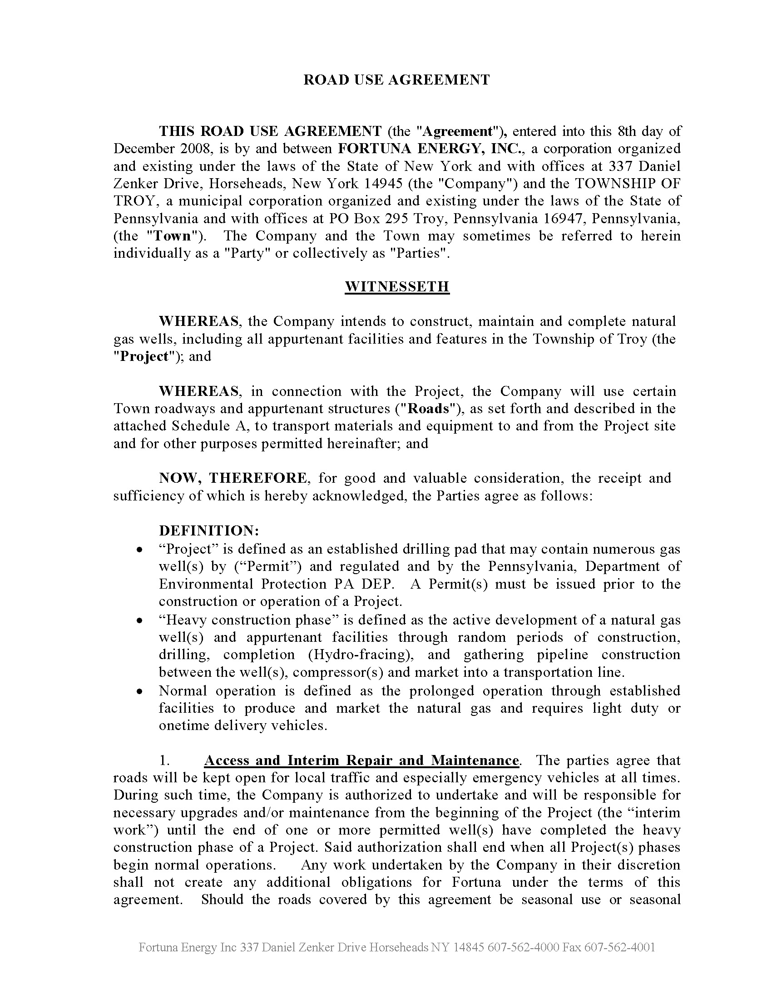 ROAD USE AGREEMENT
THIS ROAD USE AGREEMENT (the "Agreement"), entered into this 8th day of
December 2008, is by and between FORTUNA ENERGY, INC., a corporation organized
and existing under the laws of the State of New York and with offices at 337 Daniel
Zenker Drive, Horseheads, New York 14945 (the "Company") and the TOWNSHIP OF
TROY, a municipal corporation organized and existing under the laws of the State of
Pennsylvania and with offices at PO Box 295 Troy, Pennsylvania 16947, Pennsylvania,
(the "Town"). The Company and the Town may sometimes be referred to herein
individually as a "Party" or collectively as "Parties".
WITNESSETH
WHEREAS, the Company intends to construct, maintain and complete natural
gas wells, including all appurtenant facilities and features in the Township of Troy (the
"Project"); and
WHEREAS, in connection with the Project, the Company will use certain
Town roadways and appurtenant structures ("Roads"), as set forth and described in the
attached Schedule A, to transport materials and equipment to and from the Project site
and for other purposes permitted hereinafter; and
NOW, THEREFORE, for good and valuable consideration, the receipt and
sufficiency of which is hereby acknowledged, the Parties agree as follows:
DEFINITION:
• “Project” is defined as an established drilling pad that may contain numerous gas
well(s) by (“Permit”) and regulated and by the Pennsylvania, Department of
Environmental Protection PA DEP. A Permit(s) must be issued prior to the
construction or operation of a Project.
• “Heavy construction phase” is defined as the active development of a natural gas
well(s) and appurtenant facilities through random periods of construction,
drilling, completion (Hydro-fracing), and gathering pipeline construction
between the well(s), compressor(s) and market into a transportation line.
• Normal operation is defined as the prolonged operation through established
facilities to produce and market the natural gas and requires light duty or
onetime delivery vehicles.
1. Access and Interim Repair and Maintenance. The parties agree that
roads will be kept open for local traffic and especially emergency vehicles at all times.
During such time, the Company is authorized to undertake and will be responsible for
necessary upgrades and/or maintenance from the beginning of the Project (the “interim
work”) until the end of one or more permitted well(s) have completed the heavy
construction phase of a Project. Said authorization shall end when all Project(s) phases
begin normal operations. Any work undertaken by the Company in their discretion
shall not create any additional obligations for Fortuna under the terms of this
agreement. Should the roads covered by this agreement be seasonal use or seasonal
Fortuna Energy Inc 337 Daniel Zenker Drive Horseheads NY 14845 607-562-4000 Fax 607-562-4001